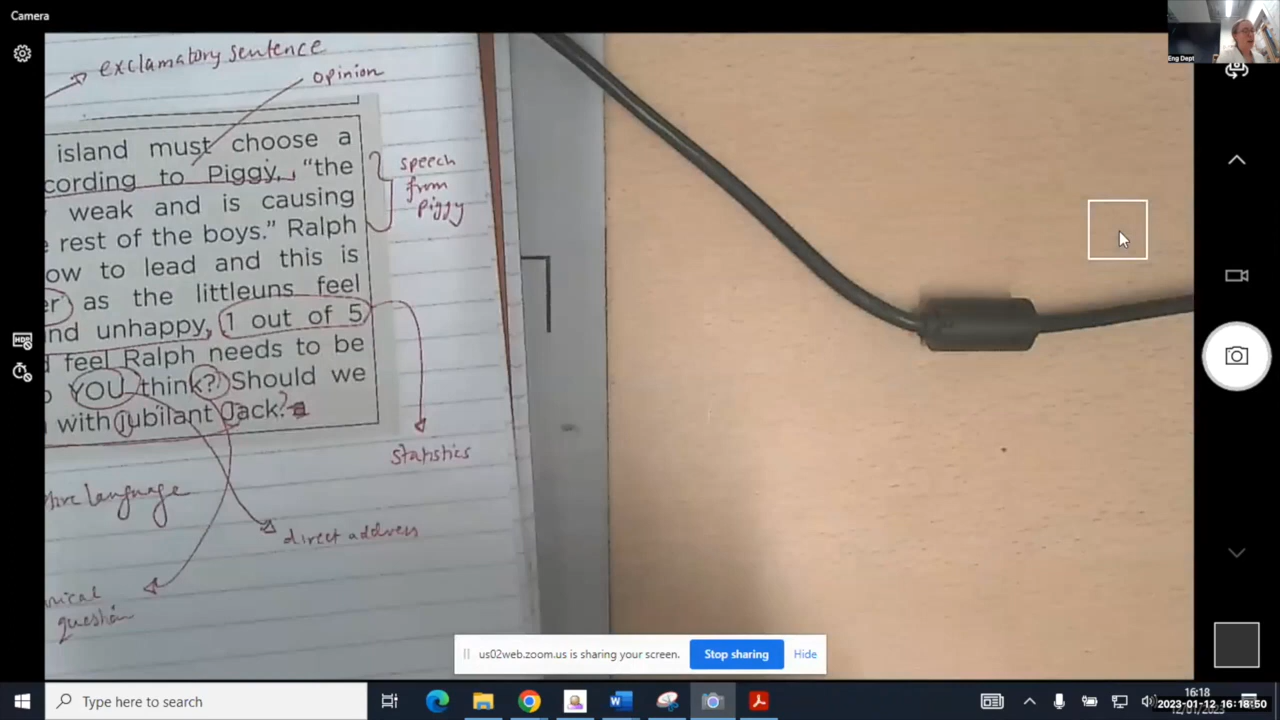 Camera
Eng Dept
exclamatory sentence
opinion
island must choose a
cording to Piggy, "the
weak and is causing
rest of the boys." Ralph
ow to lead and this is
er as the littleuns feel
nd unhappy, 1 out of 5
feel Ralph needs to be
YOU think? Should we
with jubilant Jack?
speech
from
Piggy
statistics
language
direct address
question
us02web.zoom.us is sharing your screen.
Stop sharing
Hide
Type here to search
16:18
2023-01-12 16:18:50